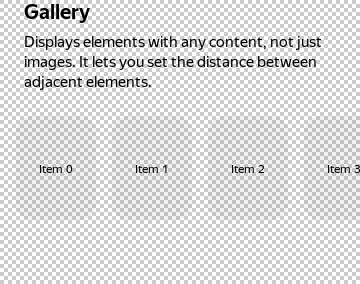 Gallery
Displays elements with any content, not just
images. It lets you set the distance between
adjacent elements.
Item 0
Item 1
Item 2
Item 3